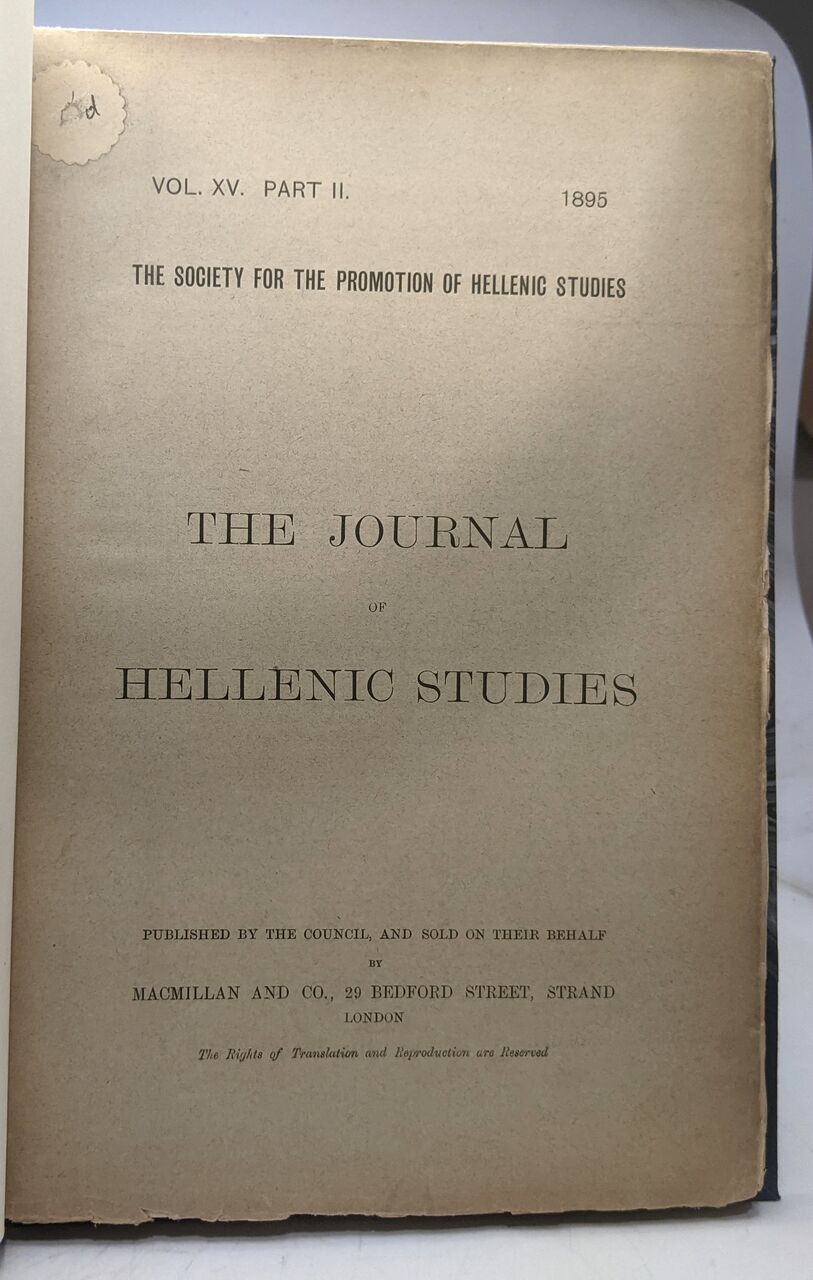 VOL. XV. PART II. 1895
THE SOCIETY FOR THE PROMOTION OF HELLENIC STUDIES
THE JOURNAL
OF
HELLENIC STUDIES
PUBLISHED BY THE COUNCIL, AND SOLD ON THEIR BEHALF
BY
MACMILLAN AND CO., 29 BEDFORD STREET, STRAND
LONDON
The Rights of Translation and Reproduction are Reserved